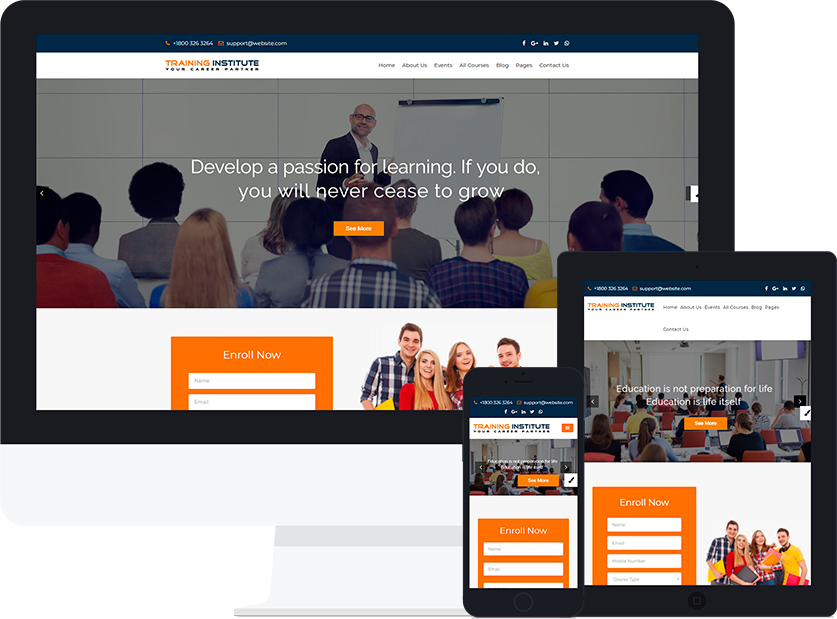 +1800 326 3264 support@website.com
TRAINING INSTITUTE
YOUR CAREER PARTNER
Home About Us Events All Courses Blog Pages Contact Us
Develop a passion for learning. If you do,
you will never cease to grow
See More
Enroll Now
Name
Email
+1800 326 3264 support@website.com
TRAINING INSTITUTE
YOUR CAREER PARTNER
Home About Us Events All Courses Blog Pages
Contact Us
Education is not preparation for life
Education is life itself
See More
Enroll Now
Name
Email
Mobile Number
Course Type
+1800 326 3264 support@website.com
TRAINING INSTITUTE
YOUR CAREER PARTNER
Education is not preparation for life
Education is life itself
See More
Enroll Now
Name
Email